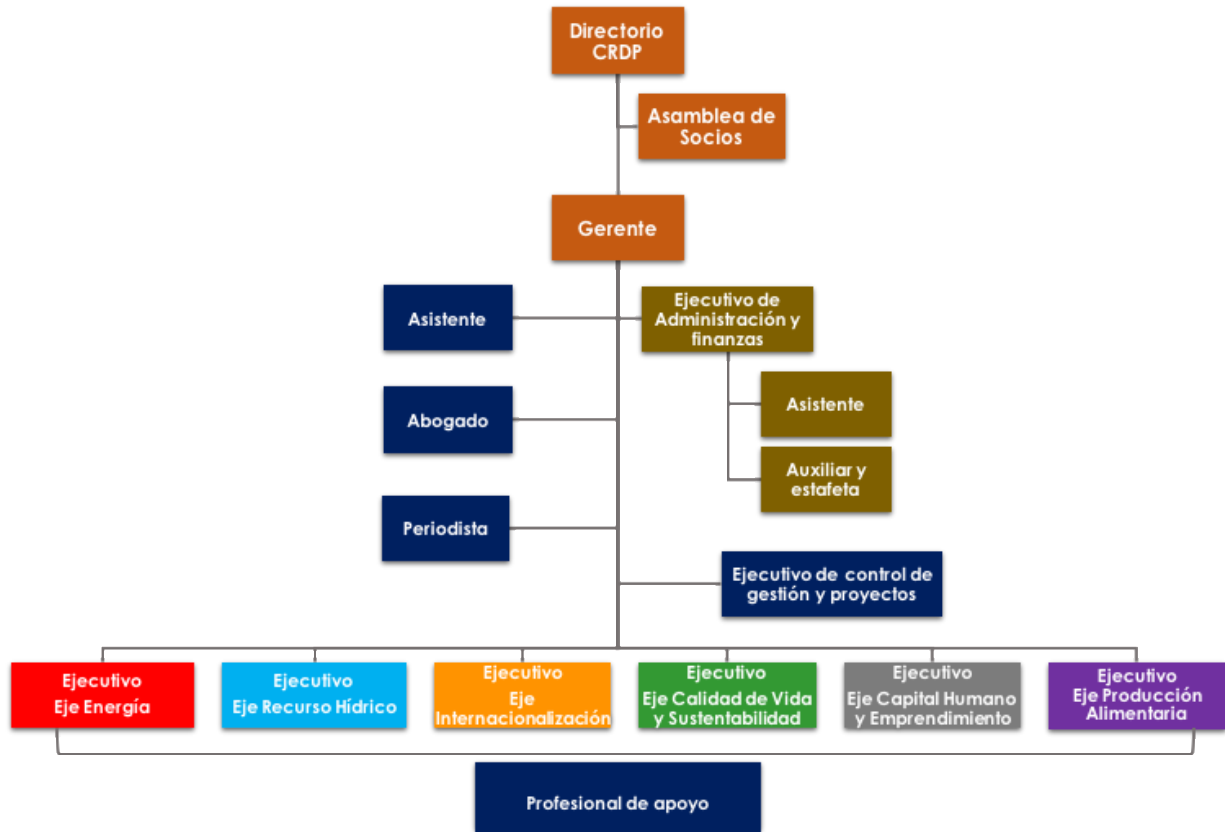 Directorio
CRDP
Asamblea de
Socios
Gerente
Asistente
Ejecutivo de
Administración y
finanzas
Abogado
Asistente
Auxiliar y
estafeta
Periodista
Ejecutivo de control de
gestión y proyectos
Ejecutivo
Eje Energía
Ejecutivo
Eje Recurso Hídrico
Ejecutivo
Eje
Internacionalización
Ejecutivo
Eje Calidad de Vida
y Sustentabilidad
Ejecutivo
Eje Capital Humano
y Emprendimiento
Ejecutivo
Eje Producción
Alimentaria
Profesional de apoyo